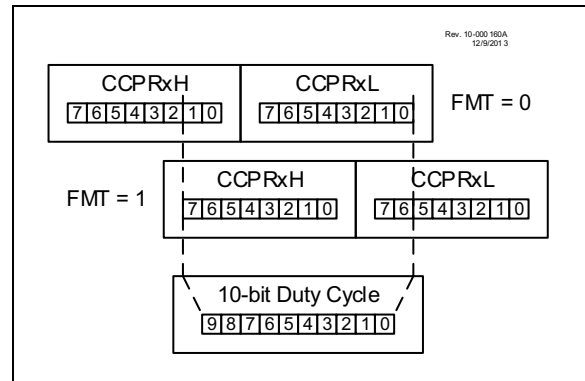 Rev. 10-000 160A
12/9/201 3
CCPRxH CCPRxL
7 6 5 4 3 2 1 0 7 6 5 4 3 2 1 0 FMT = 0
CCPRxH CCPRxL
FMT = 1 7 6 5 4 3 2 1 0 7 6 5 4 3 2 1 0
10-bit Duty Cycle
9 8 7 6 5 4 3 2 1 0